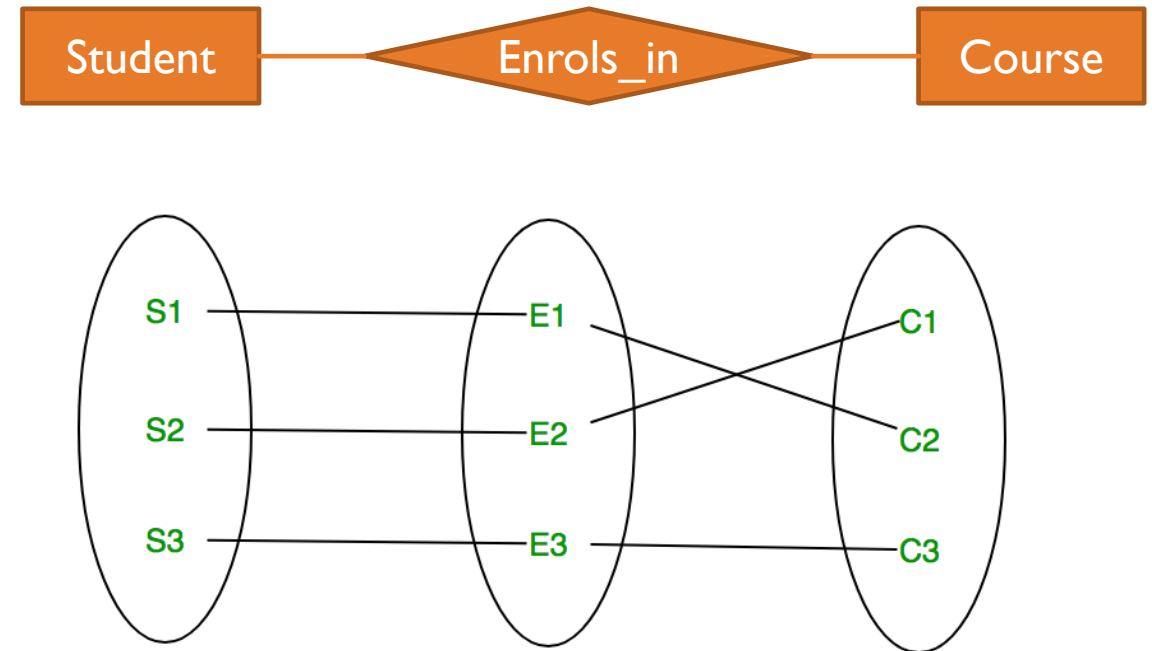 Student Enrols_in Course
S1 E1 C1
S2 E2 C2
S3 E3 C3